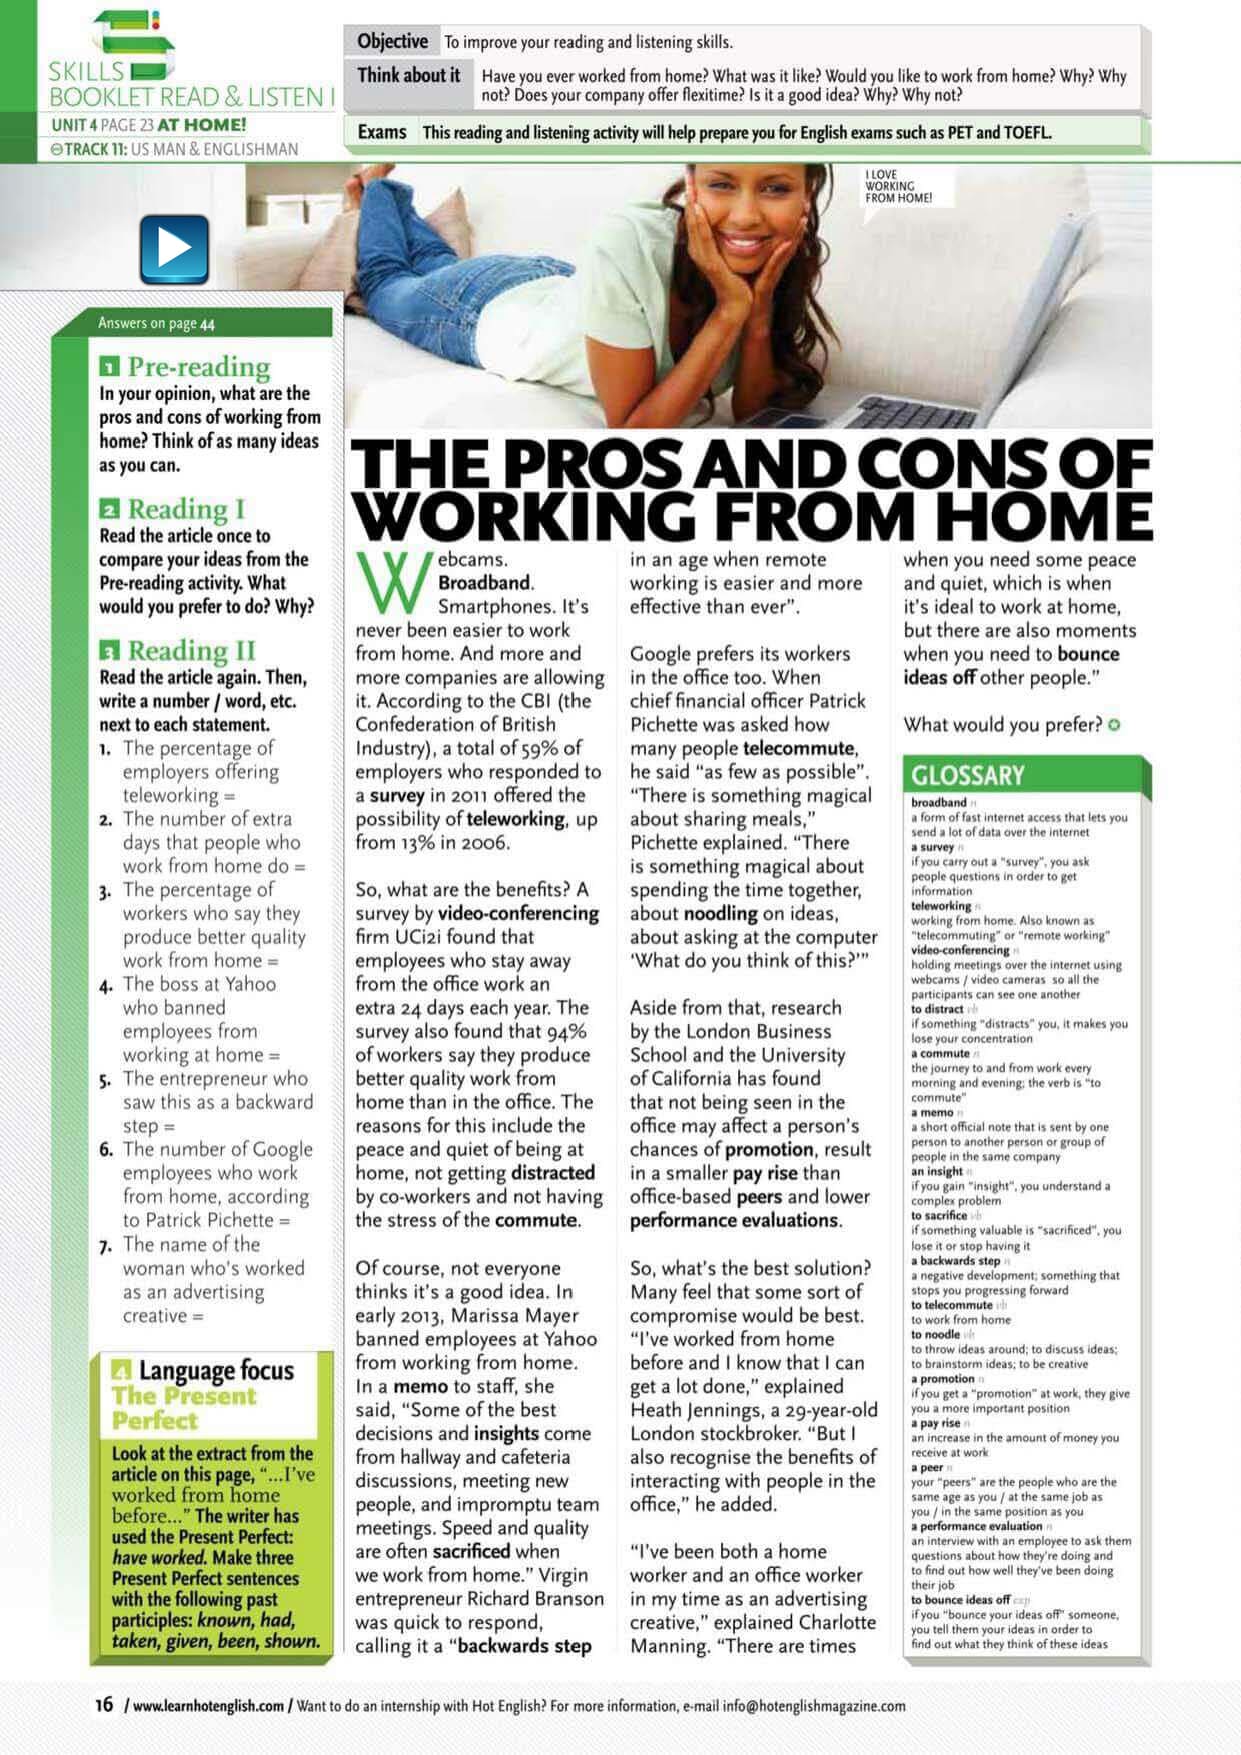 SKILLS
BOOKLET READ & LISTEN I
UNIT 4 PAGE 23 AT HOME!
TRACK 11: US MAN & ENGLISHMAN
Objective To improve your reading and listening skills.
Think about it Have you ever worked from home? What was it like? Would you like to work from home? Why? Why
not? Does your company offer flexitime? Is it a good idea? Why? Why not?
Exams This reading and listening activity will help prepare you for English exams such as PET and TOEFL.
I LOVE
WORKING
FROM HOME!
Answers on page 44
1 Pre-reading
In your opinion, what are the
pros and cons of working from
home? Think of as many ideas
as you can.
2 Reading I
Read the article once to
compare your ideas from the
Pre-reading activity. What
would you prefer to do? Why?
3 Reading II
Read the article again. Then,
write a number / word, etc.
next to each statement.
1. The percentage of
employers offering
teleworking =
2. The number of extra
days that people who
work from home do =
3. The percentage of
workers who say they
produce better quality
work from home =
4. The boss at Yahoo
who banned
employees from
working at home =
5. The entrepreneur who
saw this as a backward
step =
6. The number of Google
employees who work
from home, according
to Patrick Pichette =
7. The name of the
woman who's worked
as an advertising
creative =
4 Language focus
The Present
Perfect
Look at the extract from the
article on this page, "...I've
worked from home
before..." The writer has
used the Present Perfect:
have worked. Make three
Present Perfect sentences
with the following past
participles: known, had,
taken, given, been, shown.
THE PROS AND CONS OF
WORKING FROM HOME
Webcams.
Broadband.
Smartphones. It's
never been easier to work
from home. And more and
more companies are allowing
it. According to the CBI (the
Confederation of British
Industry), a total of 59% of
employers who responded to
a survey in 2011 offered the
possibility of teleworking, up
from 13% in 2006.
So, what are the benefits? A
survey by video-conferencing
firm UCi2i found that
employees who stay away
from the office work an
extra 24 days each year. The
survey also found that 94%
of workers say they produce
better quality work from
home than in the office. The
reasons for this include the
peace and quiet of being at
home, not getting distracted
by co-workers and not having
the stress of the commute.
Of course, not everyone
thinks it's a good idea. In
early 2013, Marissa Mayer
banned employees at Yahoo
from working from home.
In a memo to staff, she
said, "Some of the best
decisions and insights come
from hallway and cafeteria
discussions, meeting new
people, and impromptu team
meetings. Speed and quality
are often sacrificed when
we work from home." Virgin
entrepreneur Richard Branson
was quick to respond,
calling it a "backwards step
in an age when remote
working is easier and more
effective than ever".
Google prefers its workers
in the office too. When
chief financial officer Patrick
Pichette was asked how
many people telecommute,
he said "as few as possible".
"There is something magical
about sharing meals,"
Pichette explained. "There
is something magical about
spending the time together,
about noodling on ideas,
about asking at the computer
'What do you think of this?'"
Aside from that, research
by the London Business
School and the University
of California has found
that not being seen in the
office may affect a person's
chances of promotion, result
in a smaller pay rise than
office-based peers and lower
performance evaluations.
So, what's the best solution?
Many feel that some sort of
compromise would be best.
"I've worked from home
before and I know that I can
get a lot done," explained
Heath Jennings, a 29-year-old
London stockbroker. "But I
also recognise the benefits of
interacting with people in the
office," he added.
"I've been both a home
worker and an office worker
in my time as an advertising
creative," explained Charlotte
Manning. "There are times
when you need some peace
and quiet, which is when
it's ideal to work at home,
but there are also moments
when you need to bounce
ideas off other people."
What would you prefer?
GLOSSARY
broadband n
a form of fast internet access that lets you
send a lot of data over the internet
a survey n
if you carry out a "survey", you ask
people questions in order to get
information
teleworking n
working from home. Also known as
"telecommuting" or "remote working"
video-conferencing n
holding meetings over the internet using
webcams / video cameras so all the
participants can see one another
to distract vb
if something "distracts" you, it makes you
lose your concentration
a commute n
the journey to and from work every
morning and evening; the verb is "to
commute"
a memo n
a short official note that is sent by one
person to another person or group of
people in the same company
an insight n
if you gain "insight", you understand a
complex problem
to sacrifice vb
if something valuable is "sacrificed", you
lose it or stop having it
a backwards step n
a negative development; something that
stops you progressing forward
to telecommute vb
to work from home
to noodle vb
to throw ideas around; to discuss ideas;
to brainstorm ideas; to be creative
a promotion n
if you get a "promotion" at work, they give
you a more important position
a pay rise n
an increase in the amount of money you
receive at work
a peer n
your "peers" are the people who are the
same age as you / at the same job as
you / in the same position as you
a performance evaluation n
an interview with an employee to ask them
questions about how they're doing and
to find out how well they've been doing
their job
to bounce ideas off exp
if you "bounce your ideas off" someone,
you tell them your ideas in order to
find out what they think of these ideas
16 / www.learnhotenglish.com / Want to do an internship with Hot English? For more information, e-mail info@hotenglishmagazine.com